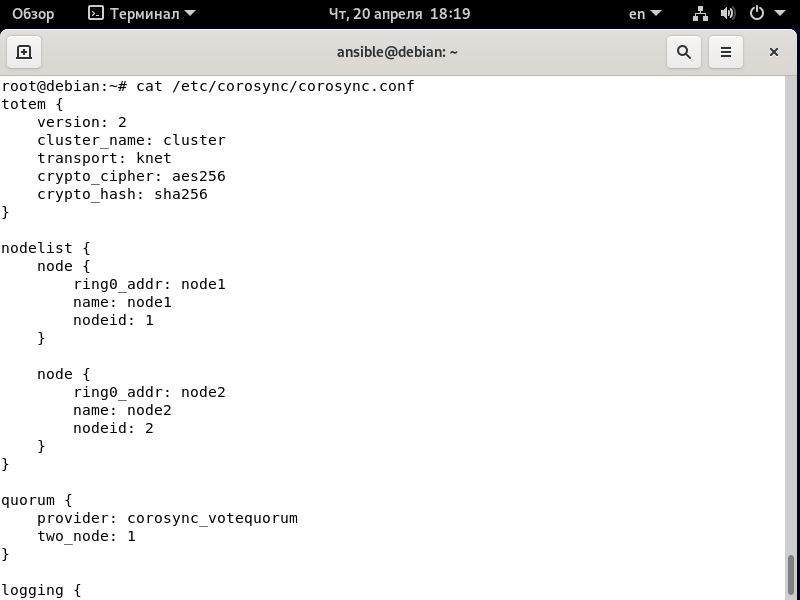 Обзор Терминал Чт, 20 апреля 18:19 en
ansible@debian: ~
root@debian:~# cat /etc/corosync/corosync.conf
totem {
    version: 2
    cluster_name: cluster
    transport: knet
    crypto_cipher: aes256
    crypto_hash: sha256
}

nodelist {
    node {
        ring0_addr: node1
        name: node1
        nodeid: 1
    }

    node {
        ring0_addr: node2
        name: node2
        nodeid: 2
    }
}

quorum {
    provider: corosync_votequorum
    two_node: 1
}

logging {